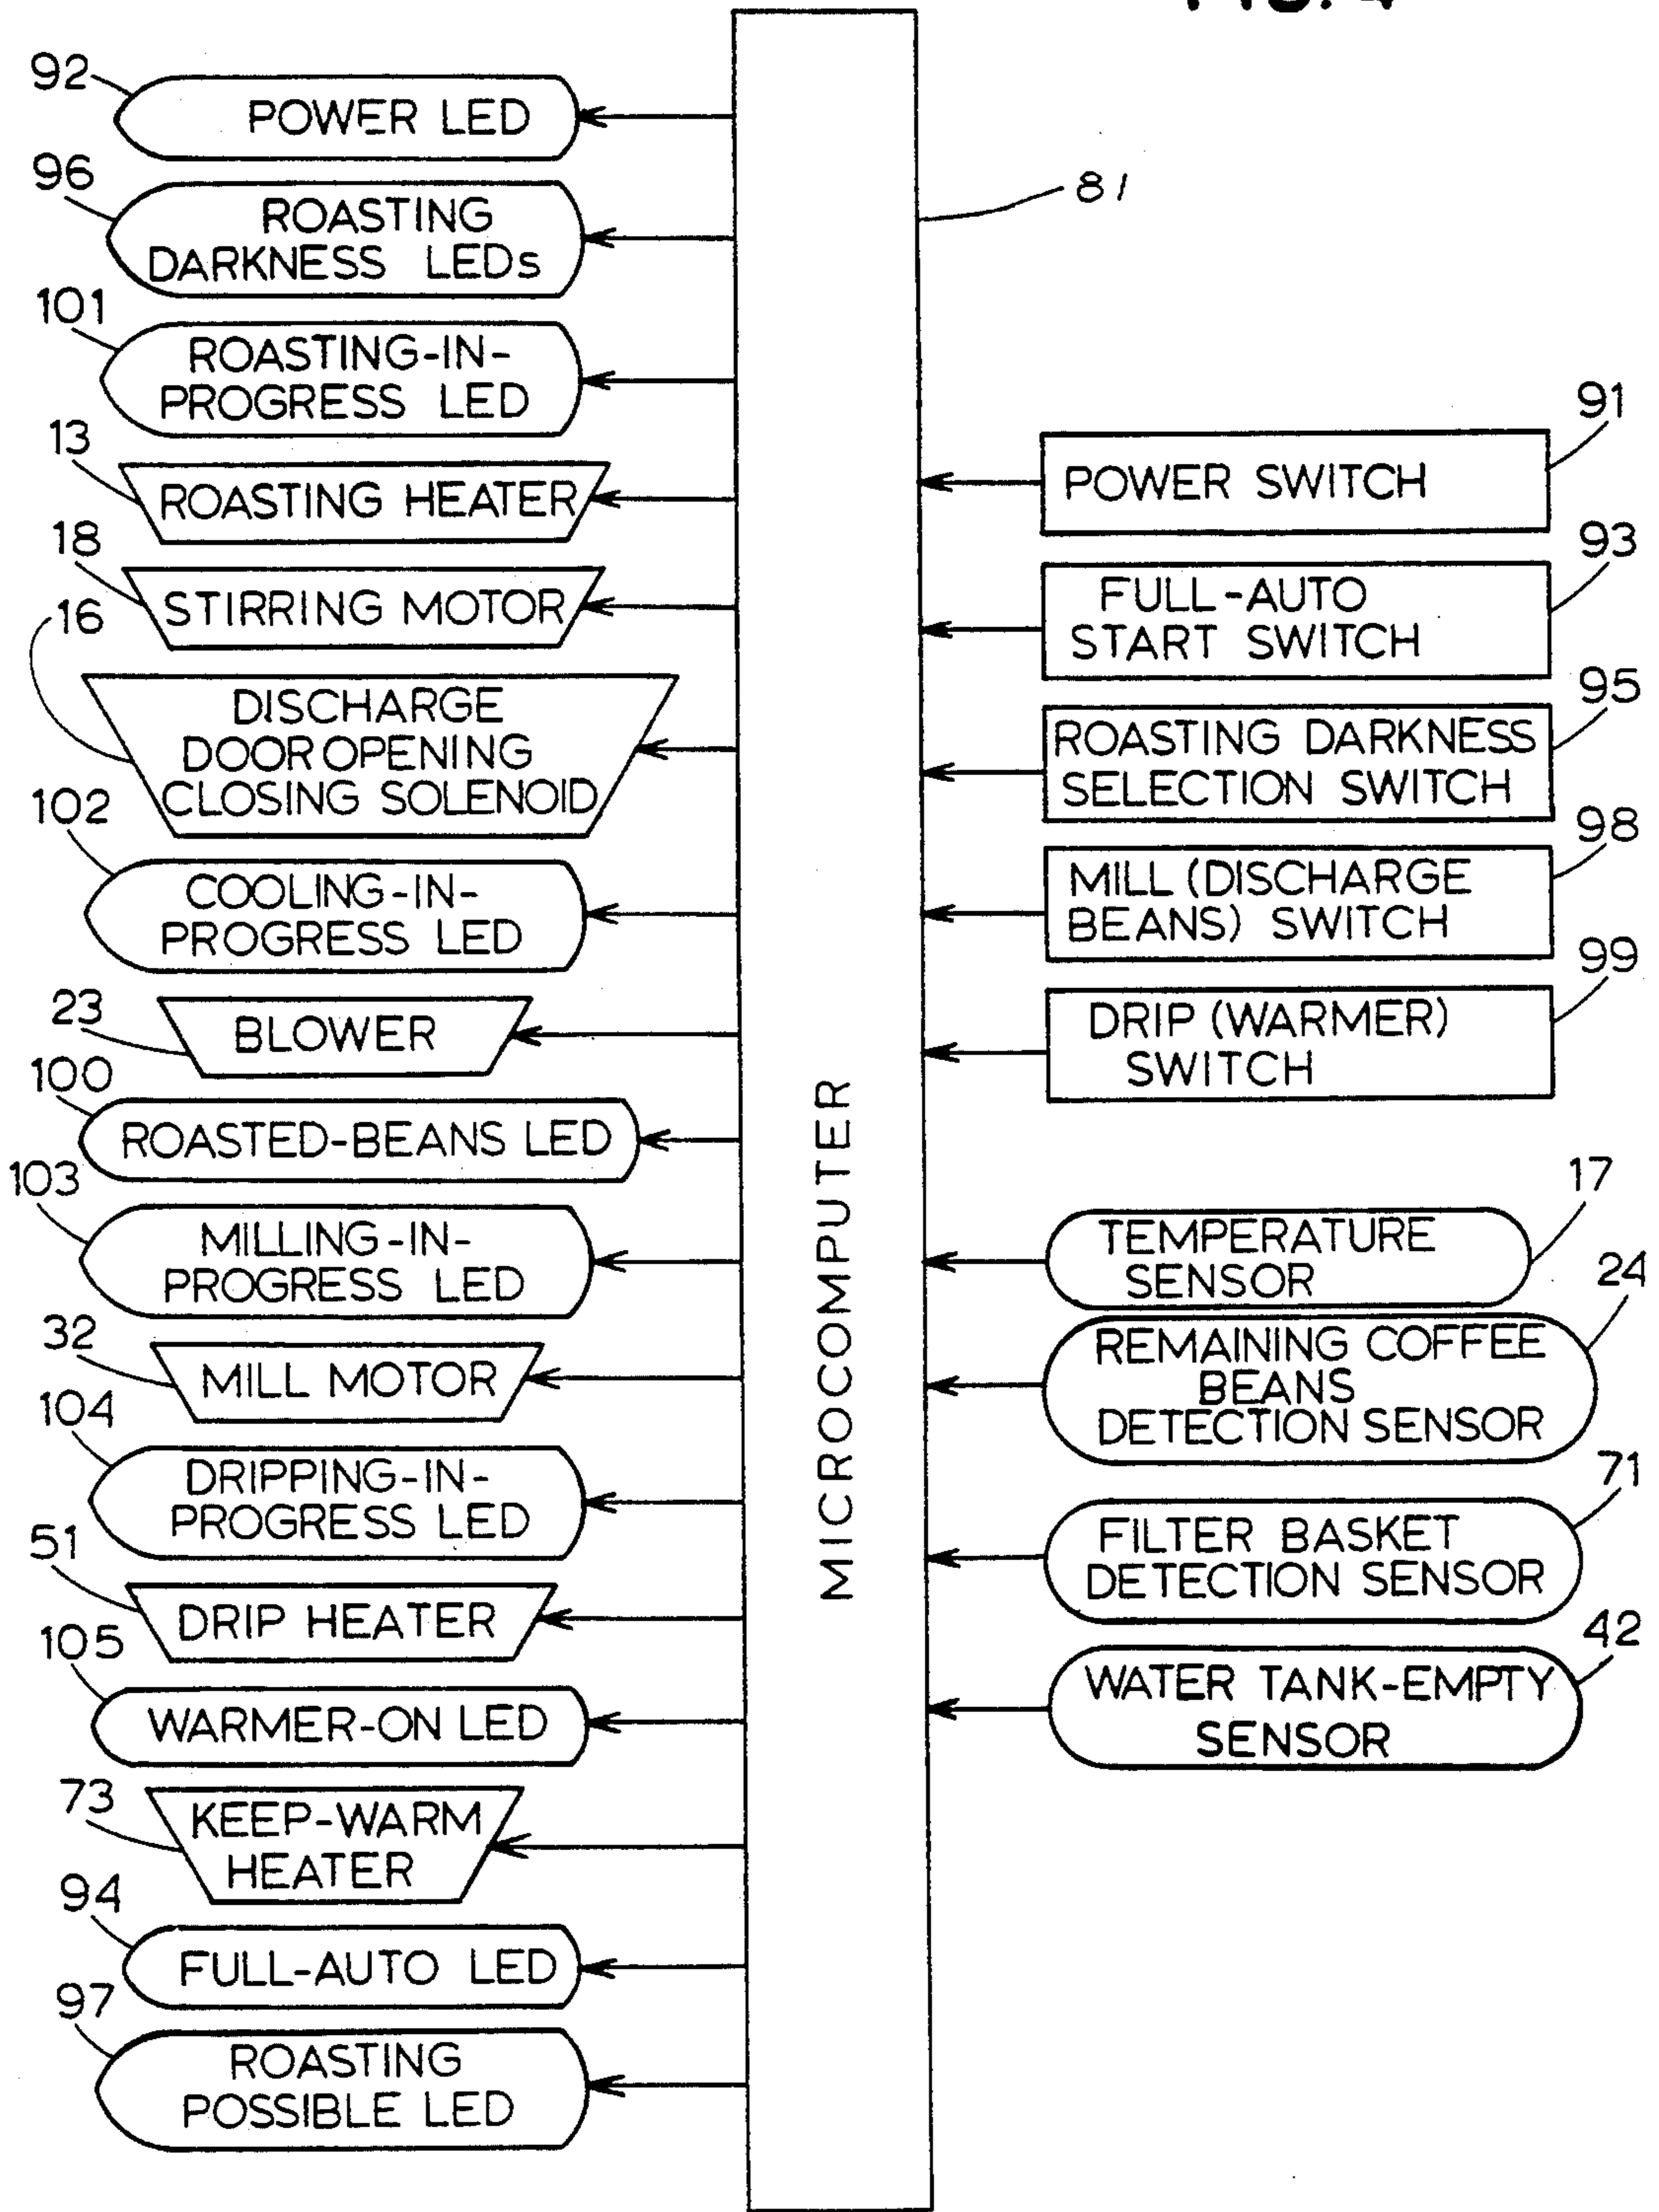 FIG. 4
92
POWER LED
96
ROASTING
DARKNESS LEDs
101
ROASTING-IN-
PROGRESS LED
13
ROASTING HEATER
18
STIRRING MOTOR
16
DISCHARGE
DOOR OPENING
CLOSING SOLENOID
102
COOLING-IN-
PROGRESS LED
23
BLOWER
100
ROASTED-BEANS LED
103
MILLING-IN-
PROGRESS LED
32
MILL MOTOR
104
DRIPPING-IN-
PROGRESS LED
51
DRIP HEATER
105
WARMER-ON LED
73
KEEP-WARM
HEATER
94
FULL-AUTO LED
97
ROASTING
POSSIBLE LED
MICROCOMPUTER
81
91
POWER SWITCH
93
FULL-AUTO
START SWITCH
95
ROASTING DARKNESS
SELECTION SWITCH
98
MILL (DISCHARGE
BEANS) SWITCH
99
DRIP (WARMER)
SWITCH
17
TEMPERATURE
SENSOR
24
REMAINING COFFEE
BEANS
DETECTION SENSOR
71
FILTER BASKET
DETECTION SENSOR
42
WATER TANK-EMPTY
SENSOR